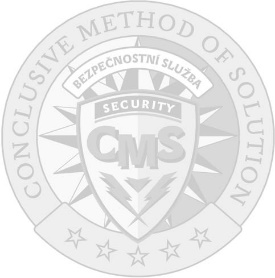 CONCLUSIVE METHOD OF SOLUTION
BEZPEČNOSTNÍ SLUŽBA
SECURITY
CMS